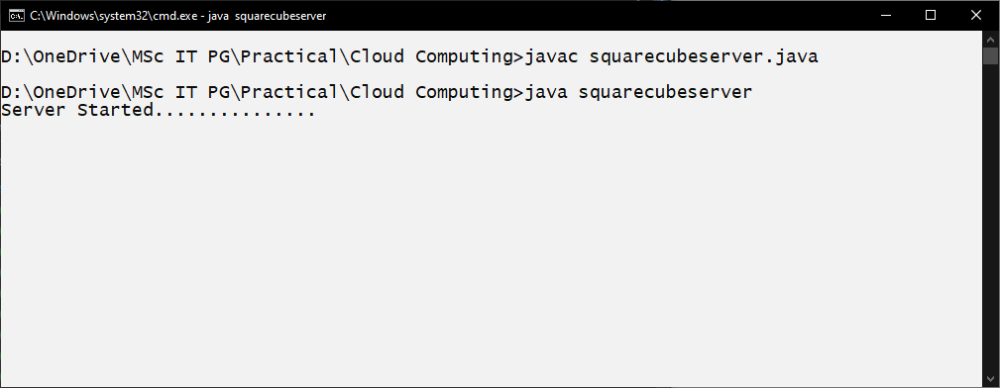 C:\Windows\system32\cmd.exe - java  squarecubeserver
D:\OneDrive\MSc IT PG\Practical\Cloud Computing>javac squarecubeserver.java
D:\OneDrive\MSc IT PG\Practical\Cloud Computing>java squarecubeserver
Server Started...............